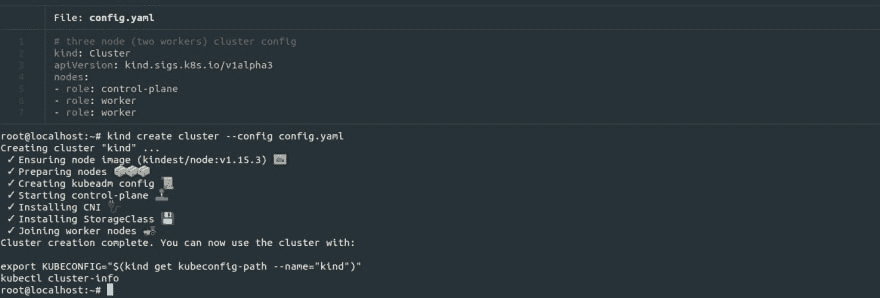 File: config.yaml
1 # three node (two workers) cluster config
2 kind: Cluster
3 apiVersion: kind.sigs.k8s.io/v1alpha3
4 nodes:
5 - role: control-plane
6 - role: worker
7 - role: worker
root@localhost:~# kind create cluster --config config.yaml
Creating cluster "kind" ...
✓ Ensuring node image (kindest/node:v1.15.3) 🖼
✓ Preparing nodes 📦📦📦
✓ Creating kubeadm config 📜
✓ Starting control-plane 🕹️
✓ Installing CNI 🔌
✓ Installing StorageClass 💾
✓ Joining worker nodes 🚜
Cluster creation complete. You can now use the cluster with:
export KUBECONFIG="$(kind get kubeconfig-path --name="kind")"
kubectl cluster-info
root@localhost:~#